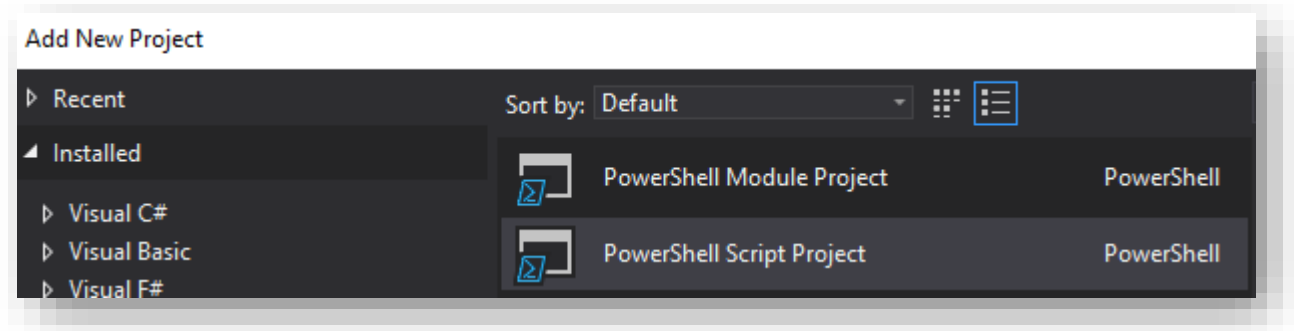 Add New Project
Recent
Installed
Visual C#
Visual Basic
Visual F#
Sort by: Default
PowerShell Module Project PowerShell
PowerShell Script Project PowerShell